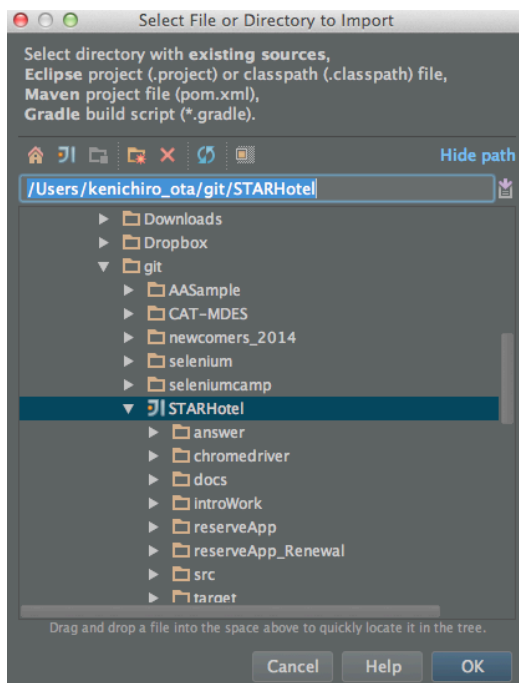 Select File or Directory to Import
Select directory with existing sources,
Eclipse project (.project) or classpath (.classpath) file,
Maven project file (pom.xml),
Gradle build script (*.gradle).
Hide path
/Users/kenichiro_ota/git/STARHotel
Downloads
Dropbox
git
AASample
CAT-MDES
newcomers_2014
selenium
seleniumcamp
STARHotel
answer
chromedriver
docs
introWork
reserveApp
reserveApp_Renewal
src
target
Drag and drop a file into the space above to quickly locate it in the tree.
Cancel Help OK